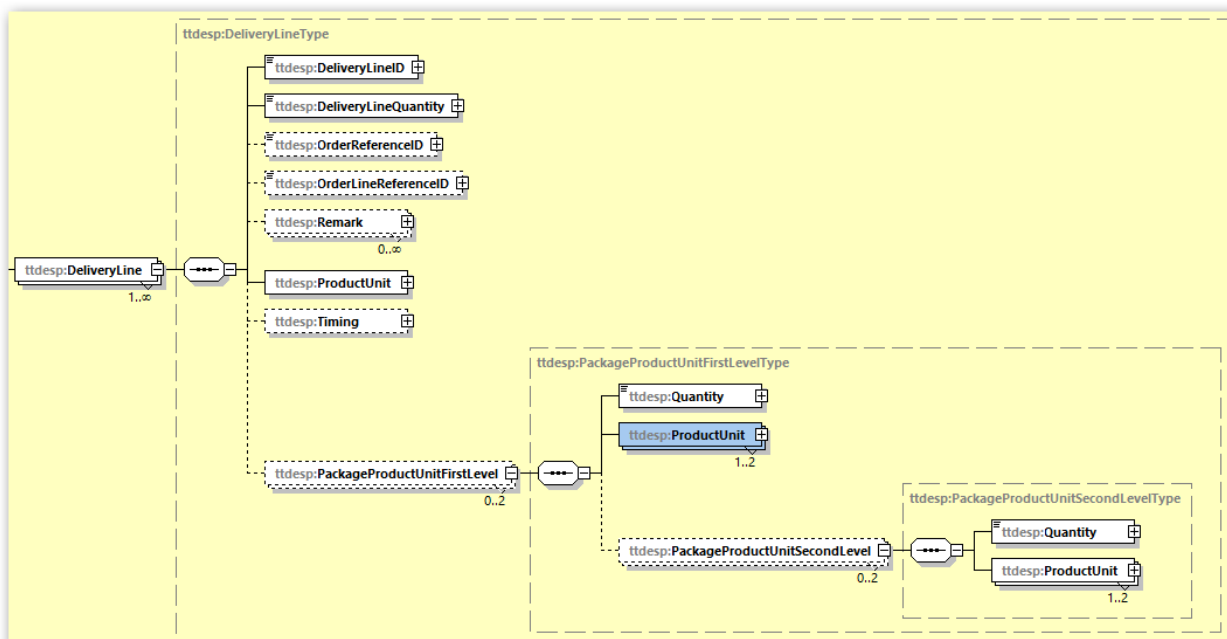 ttdesp:DeliveryLineType
ttdesp:DeliveryLineID
ttdesp:DeliveryLineQuantity
ttdesp:OrderReferenceID
ttdesp:OrderLineReferenceID
ttdesp:Remark
0..∞
ttdesp:DeliveryLine
1..∞
ttdesp:ProductUnit
ttdesp:Timing
ttdesp:PackageProductUnitFirstLevelType
ttdesp:Quantity
ttdesp:ProductUnit
1..2
ttdesp:PackageProductUnitFirstLevel
0..2
ttdesp:PackageProductUnitSecondLevelType
ttdesp:Quantity
ttdesp:PackageProductUnitSecondLevel
0..2
ttdesp:ProductUnit
1..2